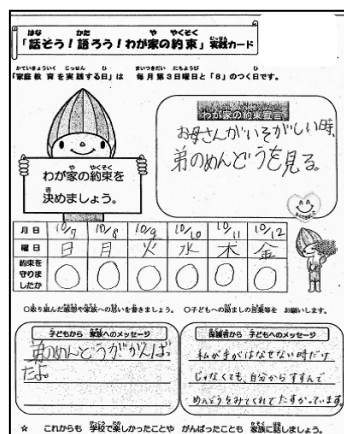 「話そう!語ろう!わが家の約束」実践カード
「家庭教育を実践する日」は 毎月第3日曜日と「8」のつく日です。
わが家の約束宣言
お母さんがいそがしい時、
弟のめんどうを見る。
わが家の約束を
決めましょう。
月日 10/7 10/8 10/9 10/10 10/11 10/12
曜日 日 月 火 水 木 金
約束を
守りま
したか
○取り組んだ感想や家族への思いを書きましょう。 ○子どもへの励ましの言葉等を お願いします。
子どもから 家族へのメッセージ
弟のめんどうががんばっ
たよ。
保護者から 子どもへのメッセージ
私が手がはなせない時だけ
じゃなくても、自分からすすんで
めんどうをみてくれてたすかっています。
☆ これからも 学校で楽しかったことや がんばったことも 家族に話しましょう。